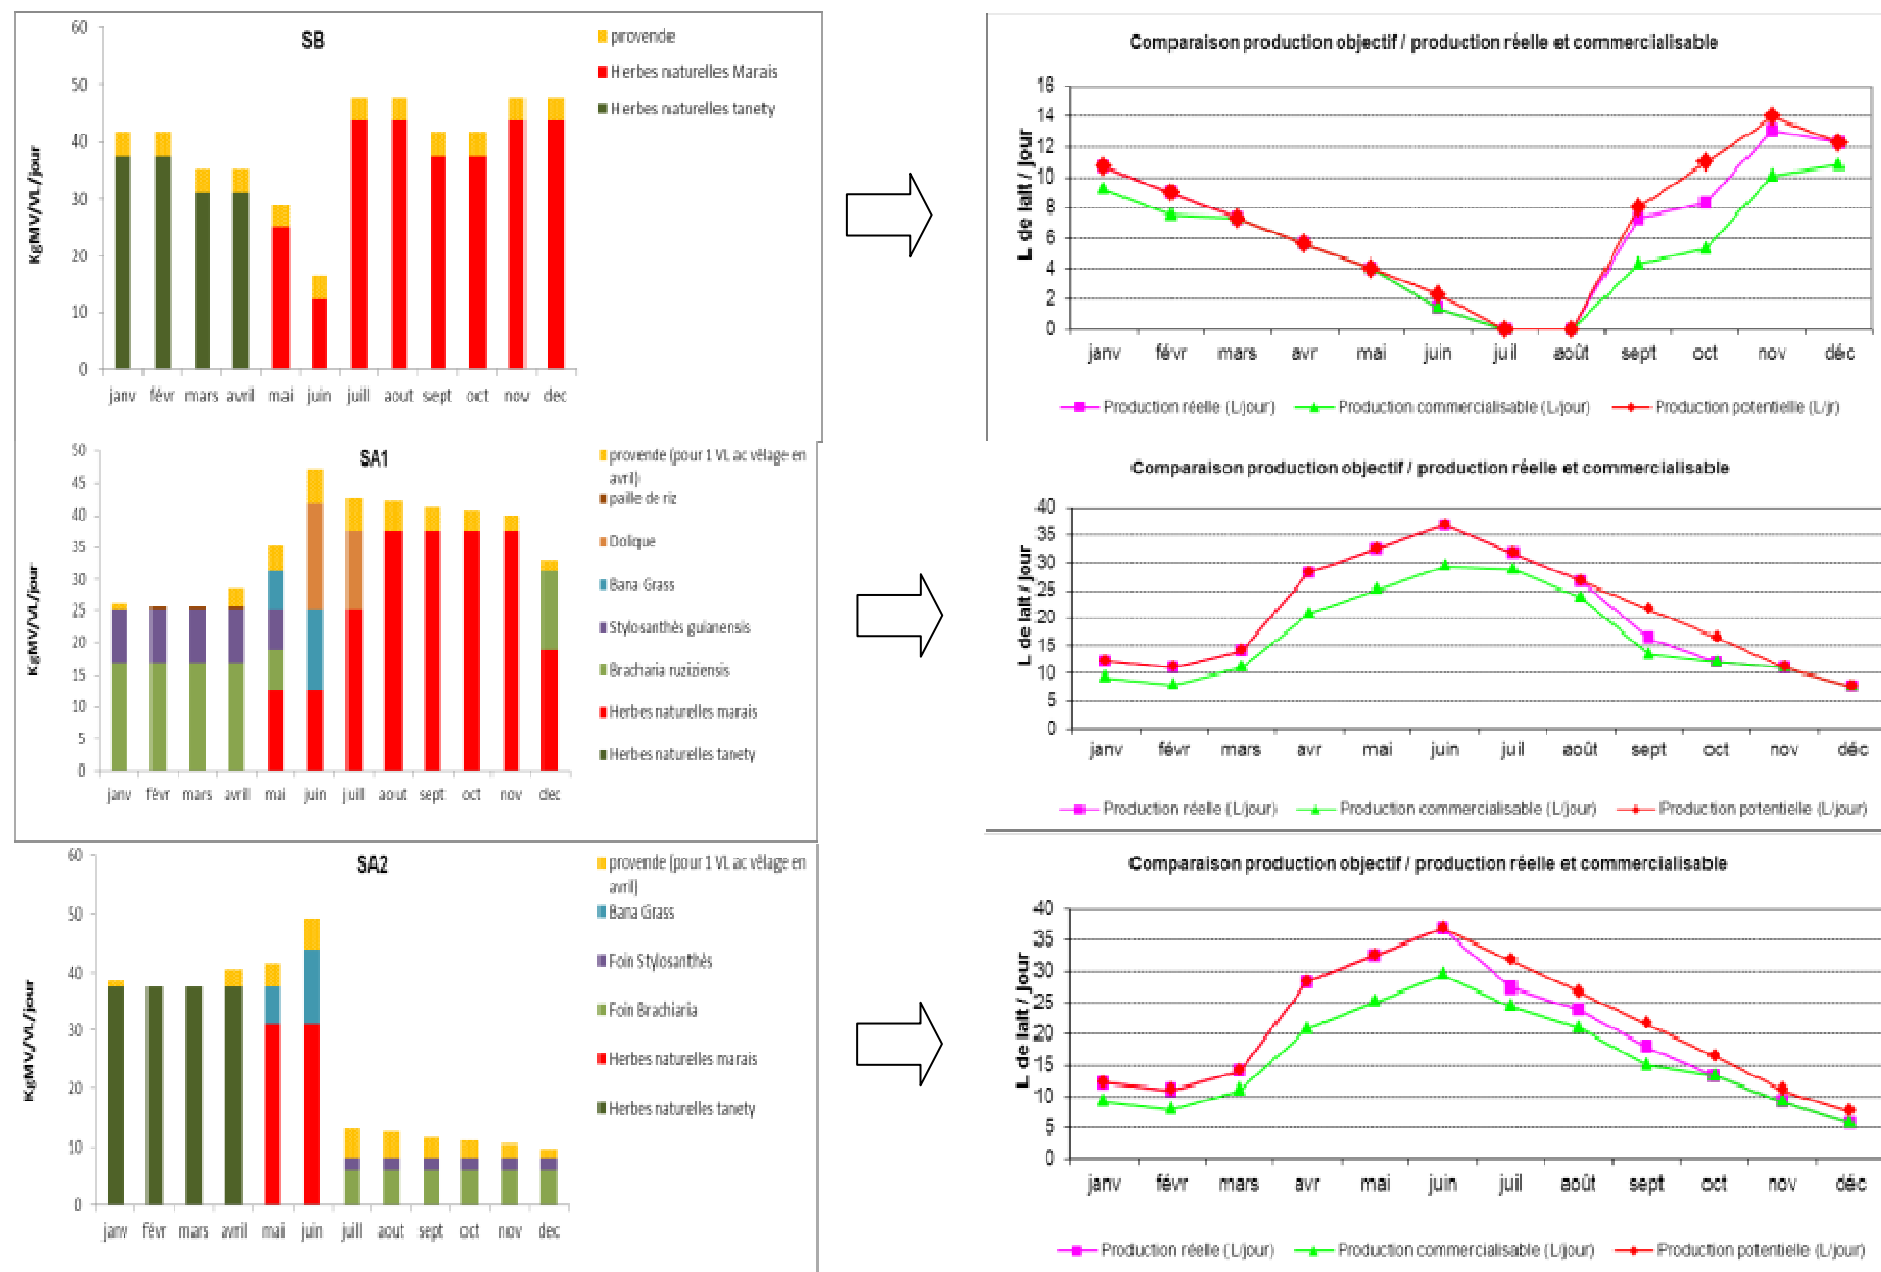 SB
60
50
40
30
20
10
0
KgMV/VL/jour
janv févr mars avril mai juin juill aout sept oct nov dec
provende
Herbes naturelles Marais
Herbes naturelles tanety
Comparaison production objectif / production réelle et commercialisable
16
14
12
10
8
6
4
2
0
L de lait / jour
janv févr mars avr mai juin juil août sept oct nov déc
Production réelle (L/jour) Production commercialisable (L/jour) Production potentielle (L/jr)
SA1
50
45
40
35
30
25
20
15
10
5
0
KgMV/VL/jour
janv févr mars avril mai juin juill aout sept oct nov dec
provende (pour 1 VL ac vêlage en
avril)
paille de riz
Dolique
Bana Grass
Stylosanthès guianensis
Bracharia ruziziensis
Herbes naturelles marais
Herbes naturelles tanety
Comparaison production objectif / production réelle et commercialisable
40
35
30
25
20
15
10
5
0
L de lait / jour
janv févr mars avr mai juin juil août sept oct nov déc
Production réelle (L/jour) Production commercialisable (L/jour) Production potentielle (L/jour)
SA2
60
50
40
30
20
10
0
KgMV/VL/jour
janv févr mars avril mai juin juill aout sept oct nov dec
provende (pour 1 VL ac vêlage en
avril)
Bana Grass
Foin Stylosanthès
Foin Brachiaria
Herbes naturelles marais
Herbes naturelles tanety
Comparaison production objectif / production réelle et commercialisable
40
35
30
25
20
15
10
5
0
L de lait / jour
janv févr mars avr mai juin juil août sept oct nov déc
Production réelle (L/jour) Production commercialisable (L/jour) Production potentielle (L/jour)